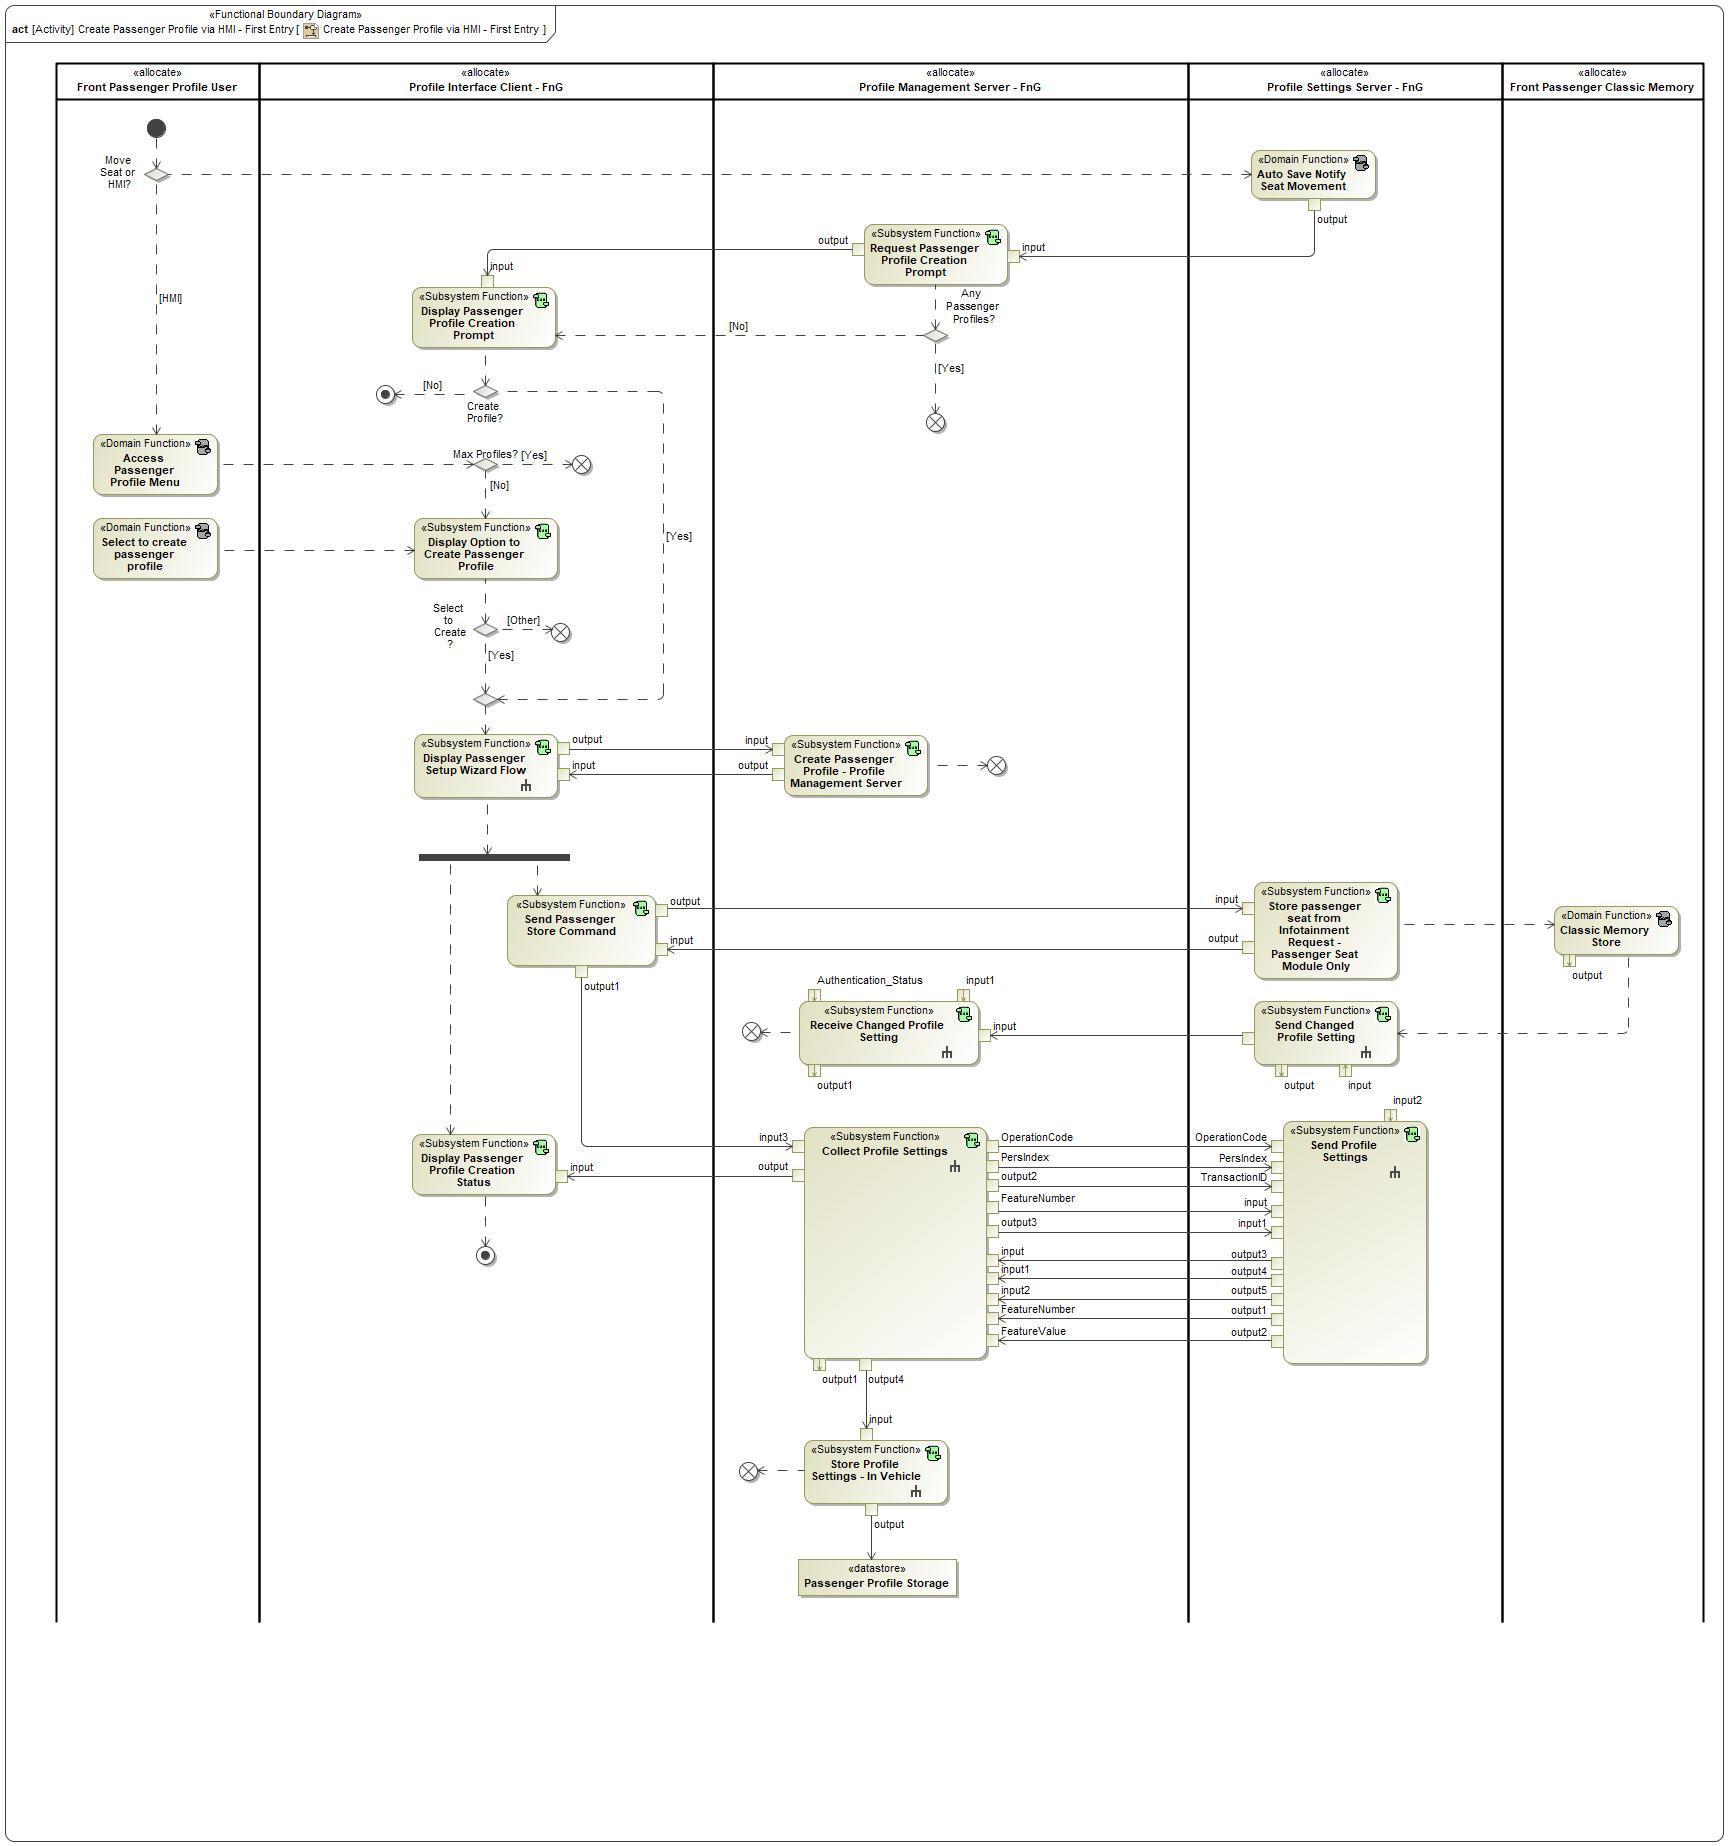 «Functional Boundary Diagram»
act [Activity] Create Passenger Profile via HMI - First Entry [ Create Passenger Profile via HMI - First Entry ]
«allocate»
Front Passenger Profile User
«allocate»
Profile Interface Client - FnG
«allocate»
Profile Management Server - FnG
«allocate»
Profile Settings Server - FnG
«allocate»
Front Passenger Classic Memory
Move
Seat or
HMI?
«Domain Function»
Auto Save Notify
Seat Movement
output
«Subsystem Function»
Request Passenger
Profile Creation
Prompt
output
input
input
«Subsystem Function»
Display Passenger
Profile Creation
Prompt
[HMI]
Any
Passenger
Profiles?
[No]
[Yes]
[No]
Create
Profile?
«Domain Function»
Access
Passenger
Profile Menu
Max Profiles?
[Yes]
[No]
«Domain Function»
Select to create
passenger
profile
«Subsystem Function»
Display Option to
Create Passenger
Profile
[Yes]
Select
to
Create
?
[Other]
[Yes]
«Subsystem Function»
Display Passenger
Setup Wizard Flow
output
input
input
output
«Subsystem Function»
Create Passenger
Profile - Profile
Management Server
«Subsystem Function»
Send Passenger
Store Command
output
input
output1
input
output
«Subsystem Function»
Store passenger
seat from
Infotainment
Request -
Passenger Seat
Module Only
«Domain Function»
Classic Memory
Store
output
Authentication_Status
input1
«Subsystem Function»
Receive Changed Profile
Setting
input
output1
«Subsystem Function»
Send Changed
Profile Setting
output
input
input2
«Subsystem Function»
Display Passenger
Profile Creation
Status
input
input3
output
«Subsystem Function»
Collect Profile Settings
OperationCode
PersIndex
output2
FeatureNumber
output3
input
input1
input2
FeatureNumber
FeatureValue
OperationCode
PersIndex
TransactionID
input
input1
output3
output4
output5
output1
output2
«Subsystem Function»
Send Profile
Settings
output1
output4
input
«Subsystem Function»
Store Profile
Settings - In Vehicle
output
«datastore»
Passenger Profile Storage